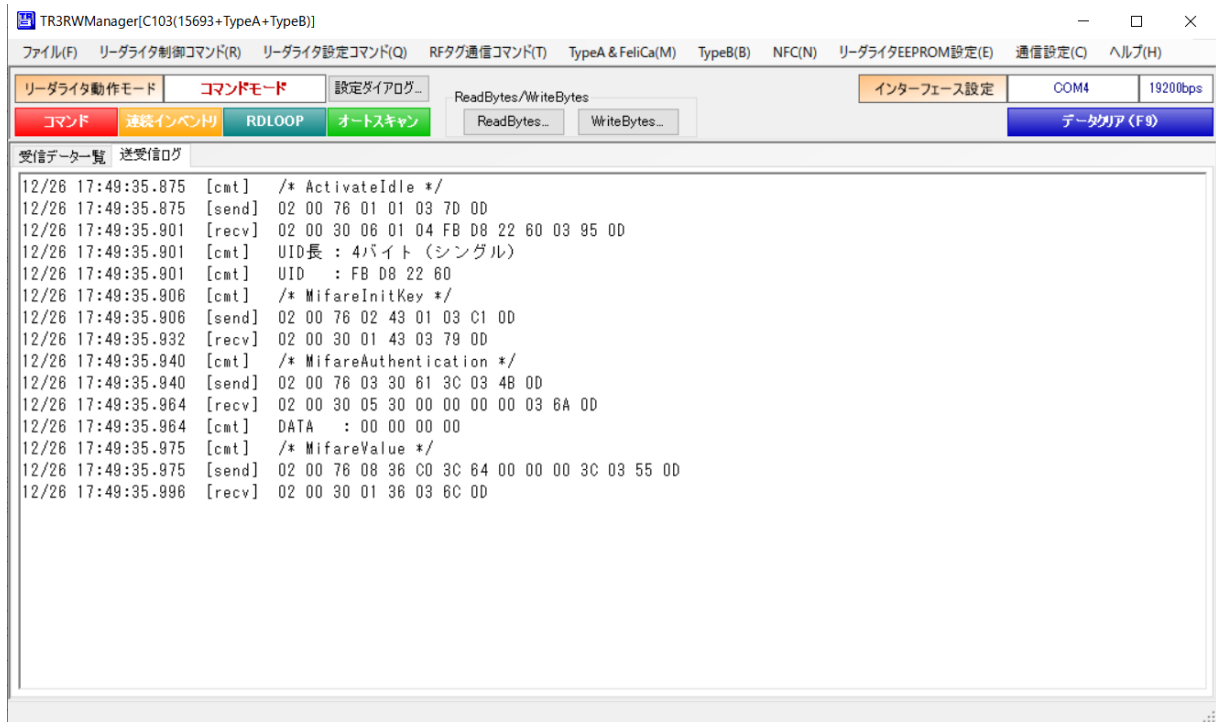 TR3RWManager[C103(15693+TypeA+TypeB)]
ファイル(F) リーダライタ制御コマンド(R) リーダライタ設定コマンド(Q) RFタグ通信コマンド(T) TypeA & FeliCa(M) TypeB(B) NFC(N) リーダライタEEPROM設定(E) 通信設定(C) ヘルプ(H)
リーダライタ動作モード コマンドモード 設定ダイアログ... ReadBytes/WriteBytes インターフェース設定 COM4 19200bps
コマンド 連続インベントリ RDLOOP オートスキャン ReadBytes... WriteBytes... データクリア(F9)
受信データ一覧 送受信ログ
12/26 17:49:35.875 [cmt] /* ActivateIdle */
12/26 17:49:35.875 [send] 02 00 76 01 01 03 7D 0D
12/26 17:49:35.901 [recv] 02 00 30 06 01 04 FB D8 22 60 03 95 0D
12/26 17:49:35.901 [cmt] UID長 : 4バイト (シングル)
12/26 17:49:35.901 [cmt] UID : FB D8 22 60
12/26 17:49:35.906 [cmt] /* MifareInitKey */
12/26 17:49:35.906 [send] 02 00 76 02 43 01 03 C1 0D
12/26 17:49:35.932 [recv] 02 00 30 01 43 03 79 0D
12/26 17:49:35.940 [cmt] /* MifareAuthentication */
12/26 17:49:35.940 [send] 02 00 76 03 30 61 3C 03 4B 0D
12/26 17:49:35.964 [recv] 02 00 30 05 30 00 00 00 00 03 6A 0D
12/26 17:49:35.964 [cmt] DATA : 00 00 00 00
12/26 17:49:35.975 [cmt] /* MifareValue */
12/26 17:49:35.975 [send] 02 00 76 08 36 C0 3C 64 00 00 00 3C 03 55 0D
12/26 17:49:35.996 [recv] 02 00 30 01 36 03 6C 0D